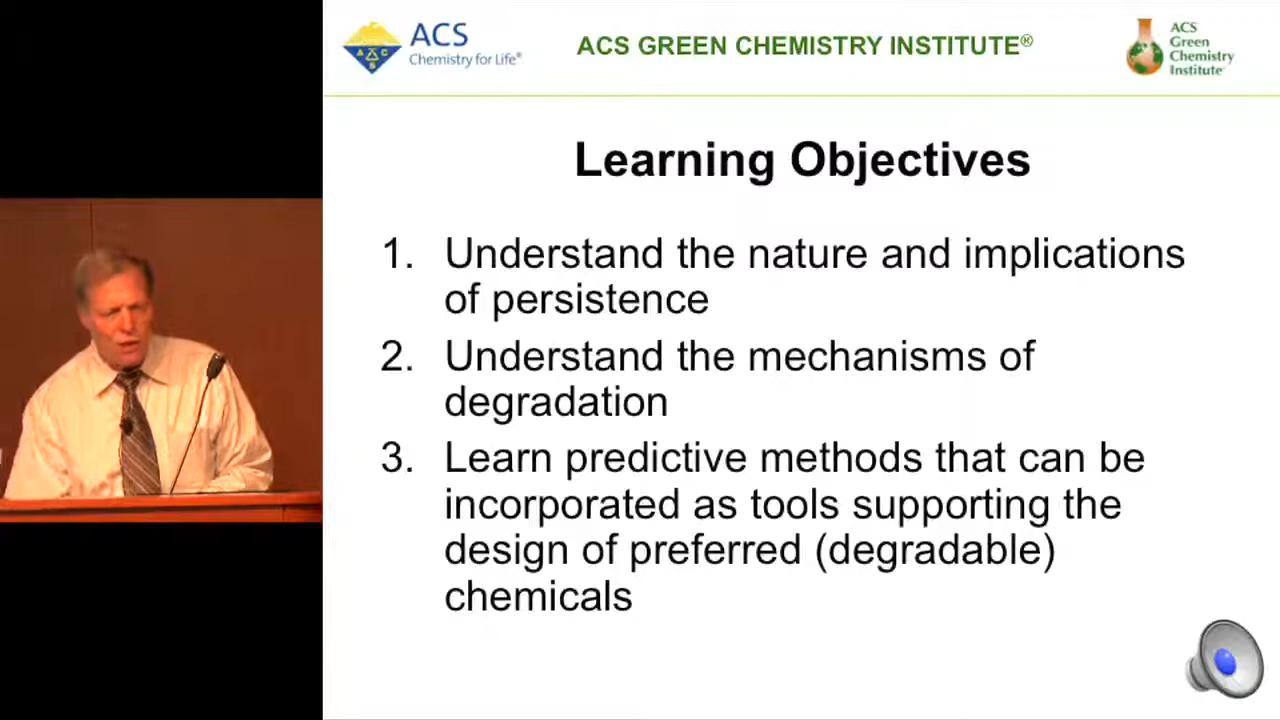 ACS
Chemistry for Life®
ACS GREEN CHEMISTRY INSTITUTE®
ACS
Green
Chemistry
Institute
Learning Objectives
1. Understand the nature and implications
of persistence
2. Understand the mechanisms of
degradation
3. Learn predictive methods that can be
incorporated as tools supporting the
design of preferred (degradable)
chemicals